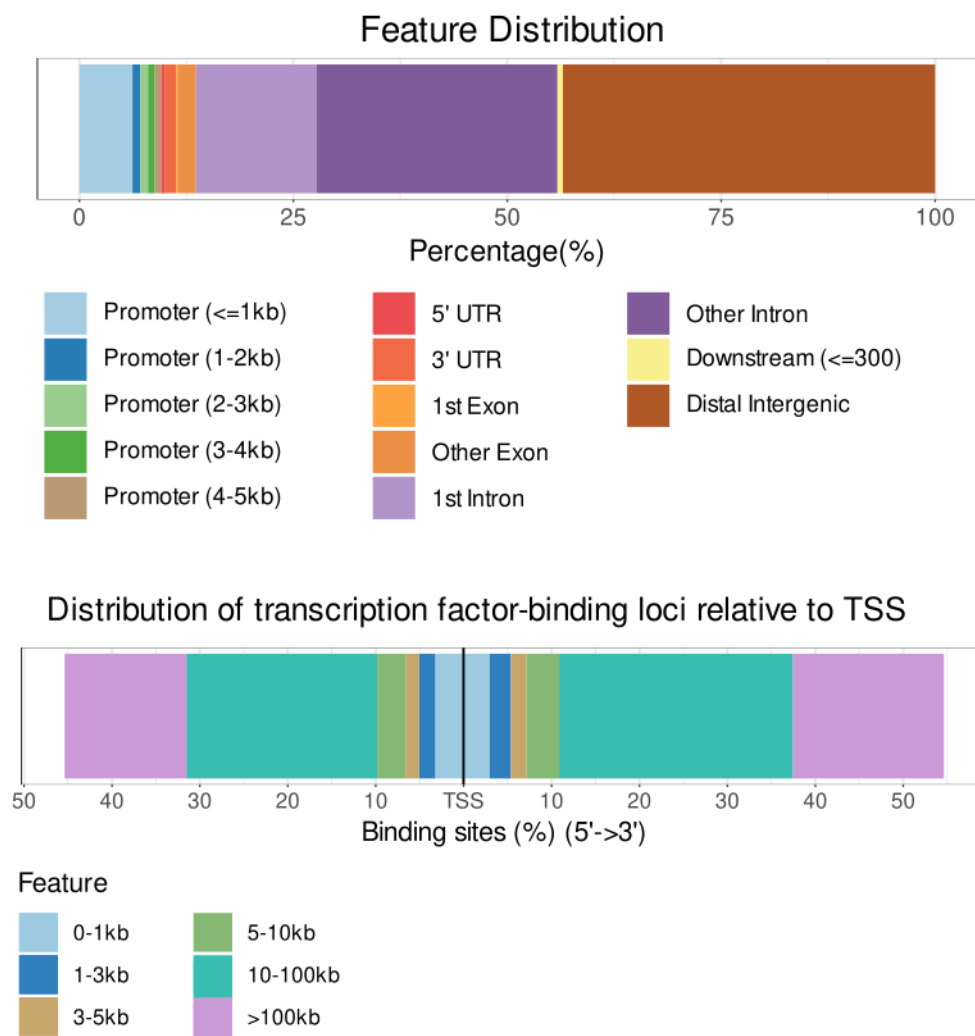 Feature Distribution
0 25 50 75 100
Percentage(%)
Promoter (<=1kb) 5' UTR Other Intron
Promoter (1-2kb) 3' UTR Downstream (<=300)
Promoter (2-3kb) 1st Exon Distal Intergenic
Promoter (3-4kb) Other Exon
Promoter (4-5kb) 1st Intron
Distribution of transcription factor-binding loci relative to TSS
50 40 30 20 10 TSS 10 20 30 40 50
Binding sites (%) (5'->3')
Feature
0-1kb 5-10kb
1-3kb 10-100kb
3-5kb >100kb